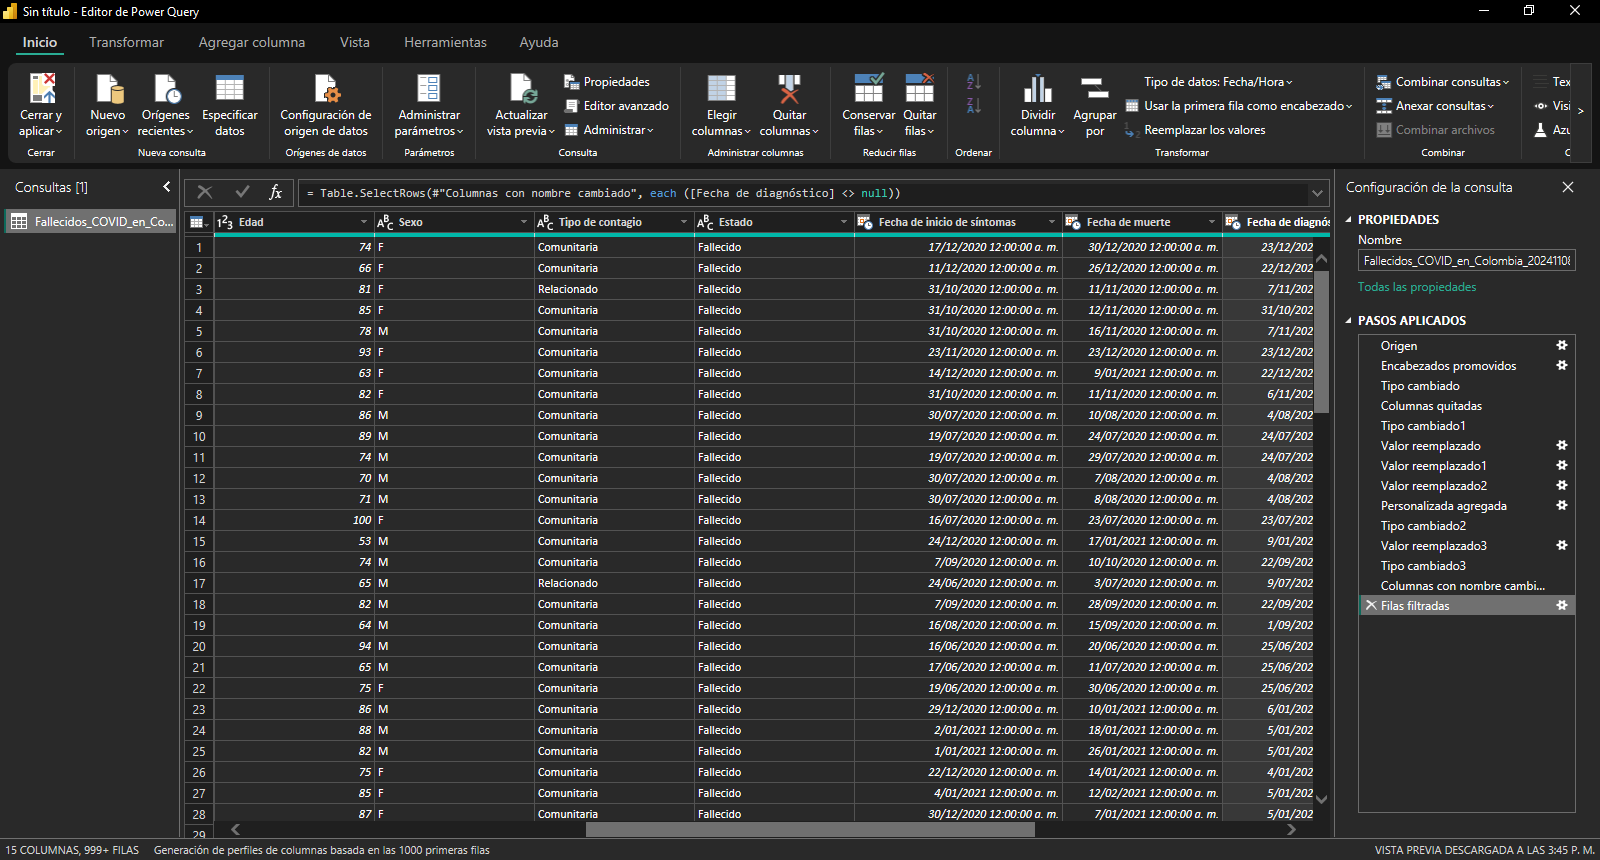 Sin título - Editor de Power Query
Inicio Transformar Agregar columna Vista Herramientas Ayuda
Cerrar y aplicar
Cerrar
Nuevo origen
Orígenes recientes
Especificar datos
Nueva consulta
Configuración de origen de datos
Orígenes de datos
Administrar parámetros
Parámetros
Actualizar vista previa
Propiedades
Editor avanzado
Administrar
Consulta
Elegir columnas
Quitar columnas
Administrar columnas
Conservar filas
Quitar filas
Reducir filas
Ordenar
Dividir columna
Agrupar por
Tipo de datos: Fecha/Hora
Usar la primera fila como encabezado
Reemplazar los valores
Transformar
Combinar consultas
Anexar consultas
Combinar archivos
Combinar
Tex
Visi
Azu
Consultas [1]
Fallecidos_COVID_en_Co...
= Table.SelectRows(#"Columnas con nombre cambiado", each ([Fecha de diagnóstico] <> null))
Edad Sexo Tipo de contagio Estado Fecha de inicio de síntomas Fecha de muerte Fecha de diagnós
1 74 F Comunitaria Fallecido 17/12/2020 12:00:00 a. m. 30/12/2020 12:00:00 a. m. 23/12/202
2 66 F Comunitaria Fallecido 11/12/2020 12:00:00 a. m. 26/12/2020 12:00:00 a. m. 22/12/202
3 81 F Relacionado Fallecido 31/10/2020 12:00:00 a. m. 11/11/2020 12:00:00 a. m. 7/11/202
4 85 F Comunitaria Fallecido 31/10/2020 12:00:00 a. m. 12/11/2020 12:00:00 a. m. 31/10/202
5 78 M Comunitaria Fallecido 31/10/2020 12:00:00 a. m. 16/11/2020 12:00:00 a. m. 7/11/202
6 93 F Comunitaria Fallecido 23/11/2020 12:00:00 a. m. 23/12/2020 12:00:00 a. m. 23/12/202
7 63 F Comunitaria Fallecido 14/12/2020 12:00:00 a. m. 9/01/2021 12:00:00 a. m. 22/12/202
8 82 F Comunitaria Fallecido 31/10/2020 12:00:00 a. m. 11/11/2020 12:00:00 a. m. 6/11/202
9 86 M Comunitaria Fallecido 30/07/2020 12:00:00 a. m. 10/08/2020 12:00:00 a. m. 4/08/202
10 89 M Comunitaria Fallecido 19/07/2020 12:00:00 a. m. 24/07/2020 12:00:00 a. m. 24/07/202
11 74 M Comunitaria Fallecido 19/07/2020 12:00:00 a. m. 29/07/2020 12:00:00 a. m. 24/07/202
12 70 M Comunitaria Fallecido 30/07/2020 12:00:00 a. m. 7/08/2020 12:00:00 a. m. 4/08/202
13 71 M Comunitaria Fallecido 30/07/2020 12:00:00 a. m. 8/08/2020 12:00:00 a. m. 4/08/202
14 100 F Comunitaria Fallecido 16/07/2020 12:00:00 a. m. 23/07/2020 12:00:00 a. m. 23/07/202
15 53 M Comunitaria Fallecido 24/12/2020 12:00:00 a. m. 17/01/2021 12:00:00 a. m. 9/01/202
16 74 M Comunitaria Fallecido 7/09/2020 12:00:00 a. m. 10/10/2020 12:00:00 a. m. 22/09/202
17 65 M Relacionado Fallecido 24/06/2020 12:00:00 a. m. 3/07/2020 12:00:00 a. m. 9/07/202
18 82 M Comunitaria Fallecido 7/09/2020 12:00:00 a. m. 28/09/2020 12:00:00 a. m. 22/09/202
19 64 M Comunitaria Fallecido 16/08/2020 12:00:00 a. m. 15/09/2020 12:00:00 a. m. 1/09/202
20 94 M Comunitaria Fallecido 16/06/2020 12:00:00 a. m. 20/06/2020 12:00:00 a. m. 25/06/202
21 65 M Comunitaria Fallecido 17/06/2020 12:00:00 a. m. 11/07/2020 12:00:00 a. m. 25/06/202
22 75 F Comunitaria Fallecido 19/06/2020 12:00:00 a. m. 30/06/2020 12:00:00 a. m. 25/06/202
23 86 M Comunitaria Fallecido 29/12/2020 12:00:00 a. m. 10/01/2021 12:00:00 a. m. 6/01/202
24 88 M Comunitaria Fallecido 2/01/2021 12:00:00 a. m. 18/01/2021 12:00:00 a. m. 5/01/202
25 82 M Comunitaria Fallecido 1/01/2021 12:00:00 a. m. 26/01/2021 12:00:00 a. m. 5/01/202
26 75 F Comunitaria Fallecido 22/12/2020 12:00:00 a. m. 14/01/2021 12:00:00 a. m. 4/01/202
27 85 F Comunitaria Fallecido 4/01/2021 12:00:00 a. m. 12/02/2021 12:00:00 a. m. 5/01/202
28 87 F Comunitaria Fallecido 30/12/2020 12:00:00 a. m. 7/01/2021 12:00:00 a. m. 5/01/202
29
Configuración de la consulta
PROPIEDADES
Nombre
Fallecidos_COVID_en_Colombia_20241108
Todas las propiedades
PASOS APLICADOS
Origen
Encabezados promovidos
Tipo cambiado
Columnas quitadas
Tipo cambiado1
Valor reemplazado
Valor reemplazado1
Valor reemplazado2
Personalizada agregada
Tipo cambiado2
Valor reemplazado3
Tipo cambiado3
Columnas con nombre cambi...
Filas filtradas
15 COLUMNAS, 999+ FILAS Generación de perfiles de columnas basada en las 1000 primeras filas
VISTA PREVIA DESCARGADA A LAS 3:45 P. M.